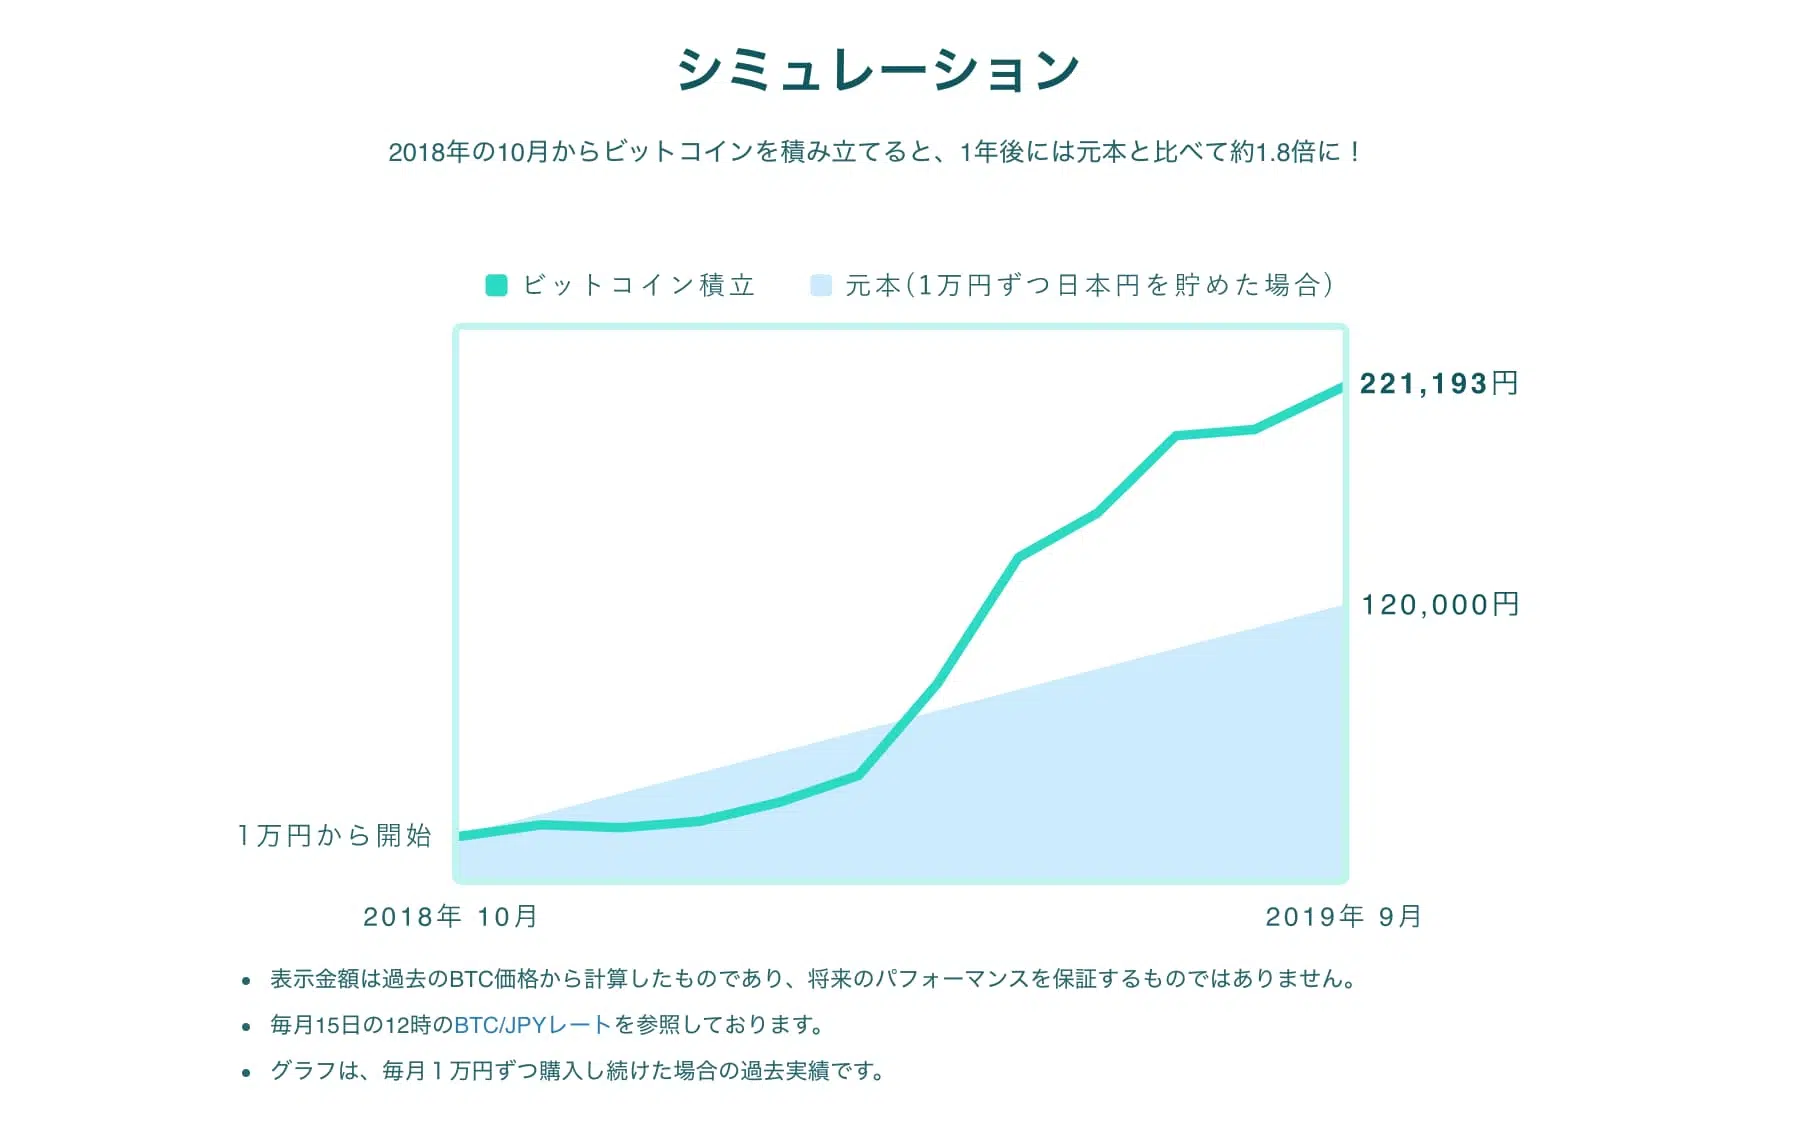 シミュレーション
2018年の10月からビットコインを積み立てると、1年後には元本と比べて約1.8倍に！
ビットコイン積立
元本(1万円ずつ日本円を貯めた場合)
221,193円
120,000円
1万円から開始
2018年 10月
2019年 9月
• 表示金額は過去のBTC価格から計算したものであり、将来のパフォーマンスを保証するものではありません。
• 毎月15日の12時のBTC/JPYレートを参照しております。
• グラフは、毎月１万円ずつ購入し続けた場合の過去実績です。